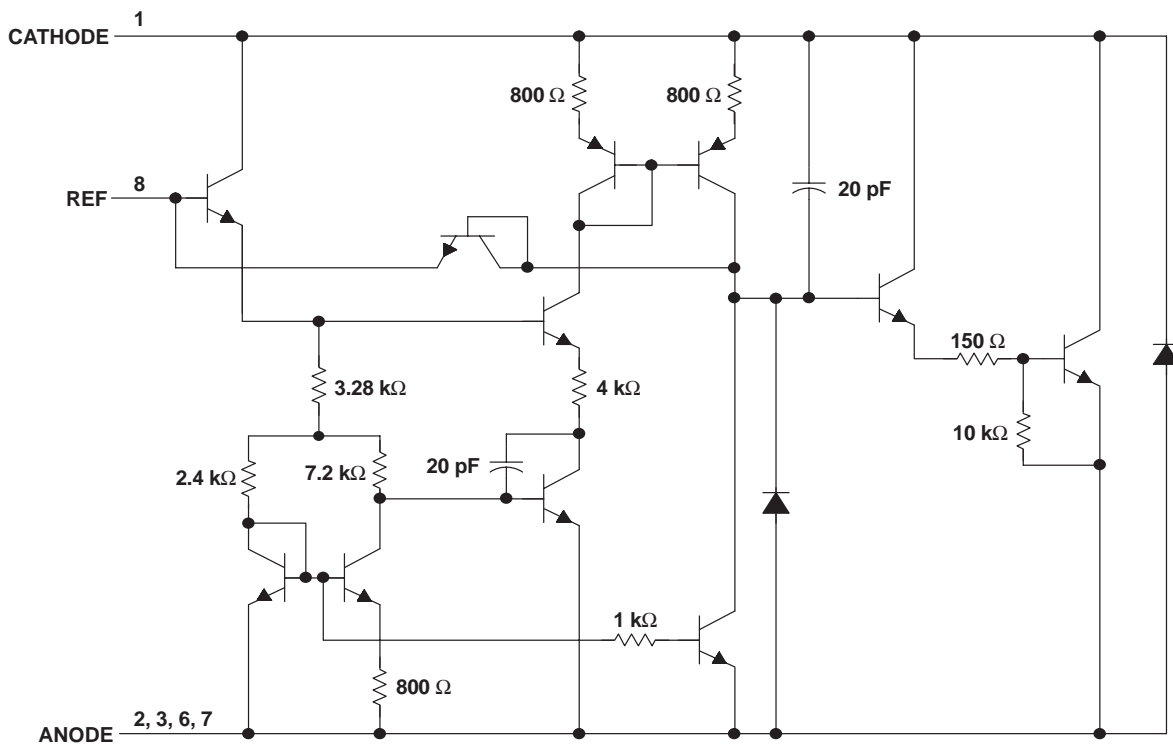 1
CATHODE
800 Ω
800 Ω
8
REF
20 pF
150 Ω
3.28 kΩ
4 kΩ
10 kΩ
2.4 kΩ
7.2 kΩ
20 pF
1 kΩ
800 Ω
2, 3, 6, 7
ANODE